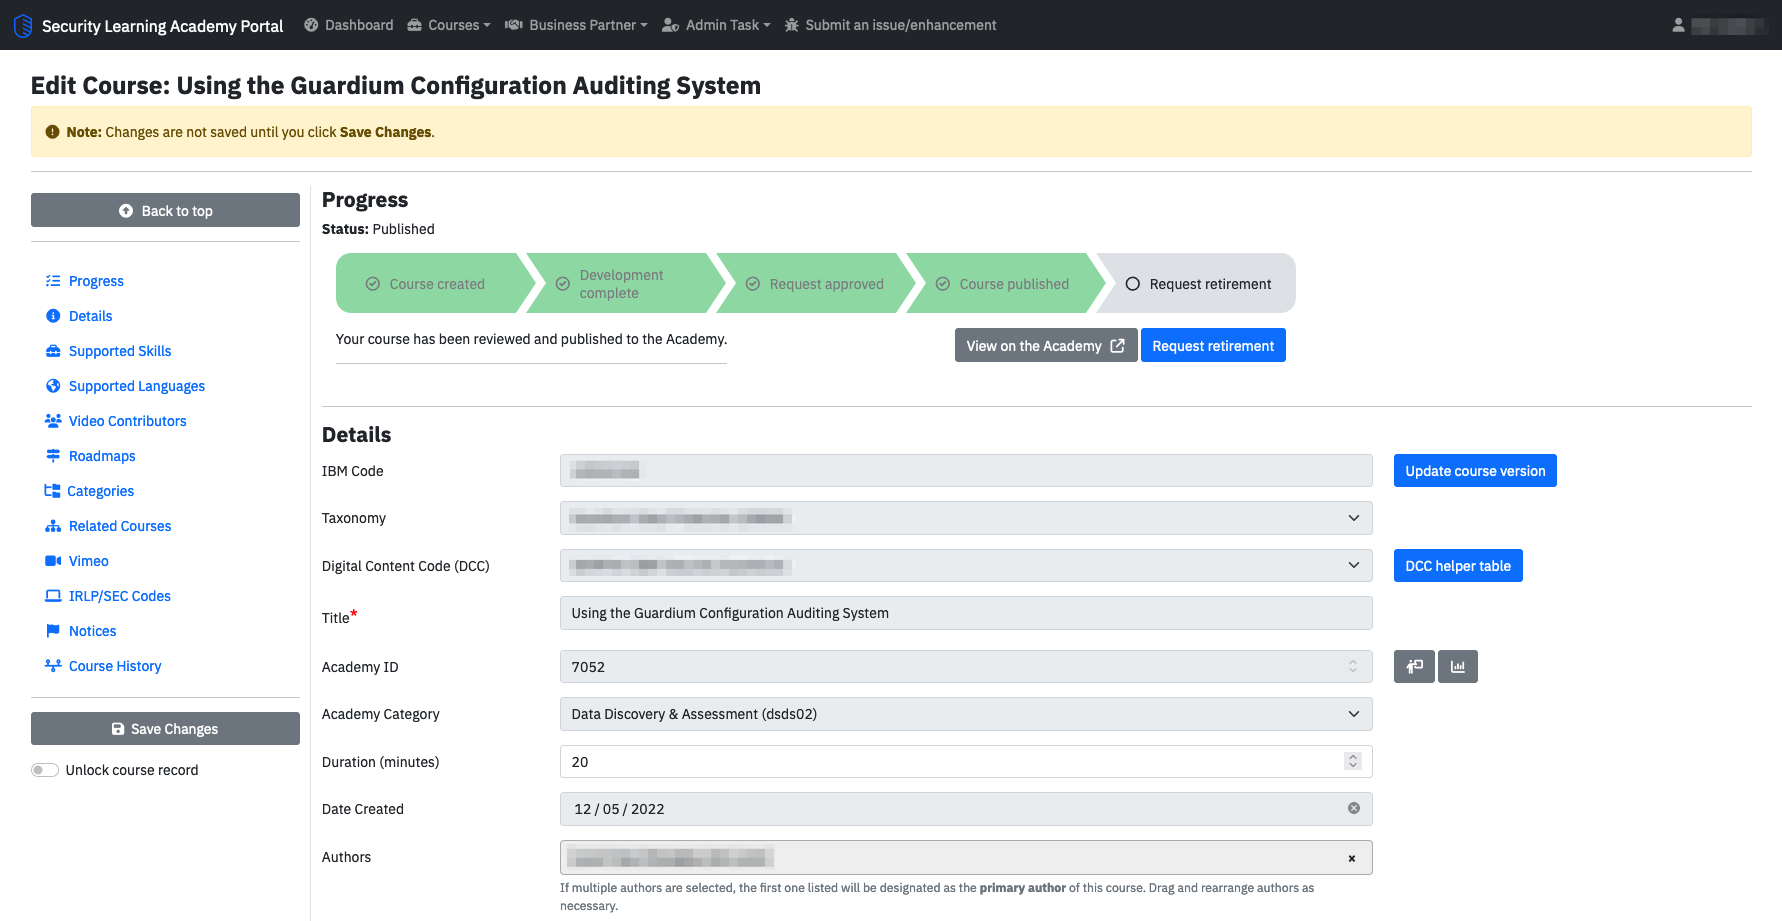 Security Learning Academy Portal Dashboard Courses Business Partner Admin Task Submit an issue/enhancement
Edit Course: Using the Guardium Configuration Auditing System
Note: Changes are not saved until you click Save Changes.
Back to top
Progress
Details
Supported Skills
Supported Languages
Video Contributors
Roadmaps
Categories
Related Courses
Vimeo
IRLP/SEC Codes
Notices
Course History
Save Changes
Unlock course record
Progress
Status: Published
Course created
Development
complete
Request approved
Course published
Request retirement
Your course has been reviewed and published to the Academy.
View on the Academy
Request retirement
Details
IBM Code
Update course version
Taxonomy
Digital Content Code (DCC)
DCC helper table
Title*
Using the Guardium Configuration Auditing System
Academy ID
7052
Academy Category
Data Discovery & Assessment (dsds02)
Duration (minutes)
20
Date Created
12 / 05 / 2022
Authors
If multiple authors are selected, the first one listed will be designated as the primary author of this course. Drag and rearrange authors as
necessary.